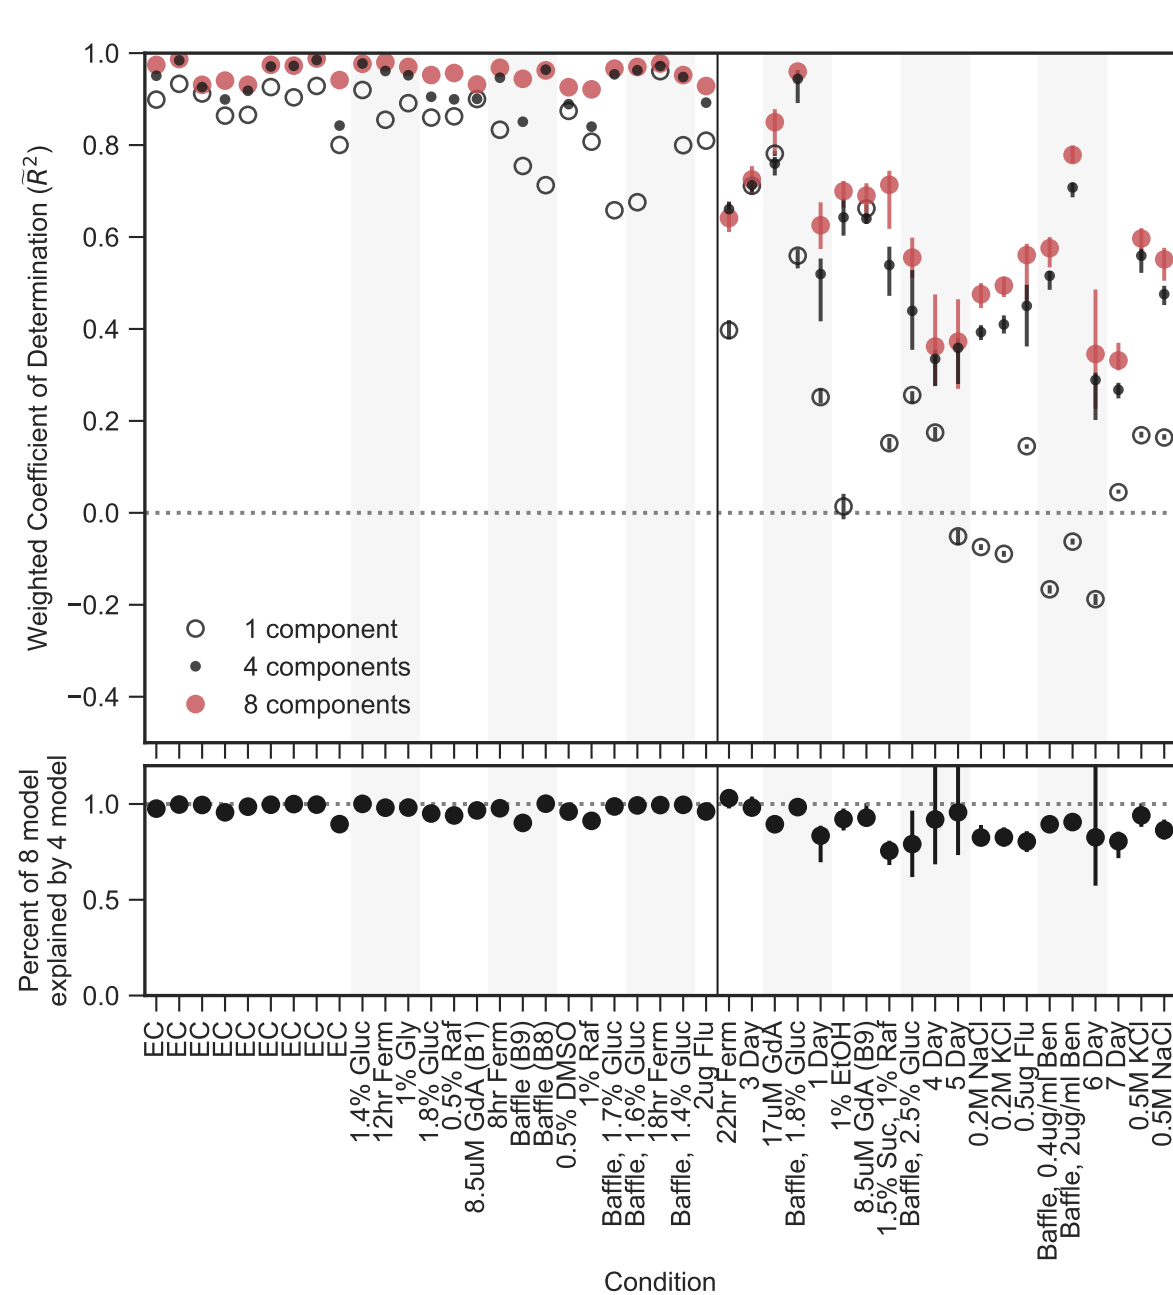 1.0
0.8
0.6
0.4
0.2
0.0
−0.2
−0.4
Weighted Coefficient of Determination (R̃²)
1 component
4 components
8 components
1.0
0.5
0.0
Percent of 8 model
explained by 4 model
EC
EC
EC
EC
EC
EC
EC
EC
EC
1.4% Gluc
12hr Ferm
1% Gly
1.8% Gluc
0.5% Raf
8.5uM GdA (B1)
8hr Ferm
Baffle (B9)
Baffle (B8)
0.5% DMSO
1% Raf
Baffle, 1.7% Gluc
Baffle, 1.6% Gluc
18hr Ferm
Baffle, 1.4% Gluc
2ug Flu
22hr Ferm
3 Day
17uM GdA
Baffle, 1.8% Gluc
1 Day
1% EtOH
8.5uM GdA (B9)
1.5% Suc, 1% Raf
Baffle, 2.5% Gluc
4 Day
5 Day
0.2M NaCl
0.2M KCl
0.5ug Flu
Baffle, 0.4ug/ml Ben
Baffle, 2ug/ml Ben
6 Day
7 Day
0.5M KCl
0.5M NaCl
Condition